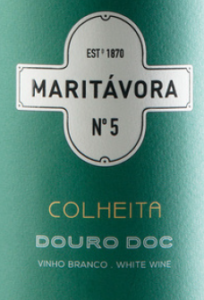 ESTº 1870
MARITÁVORA
Nº 5
COLHEITA
DOURO DOC
VINHO BRANCO . WHITE WINE